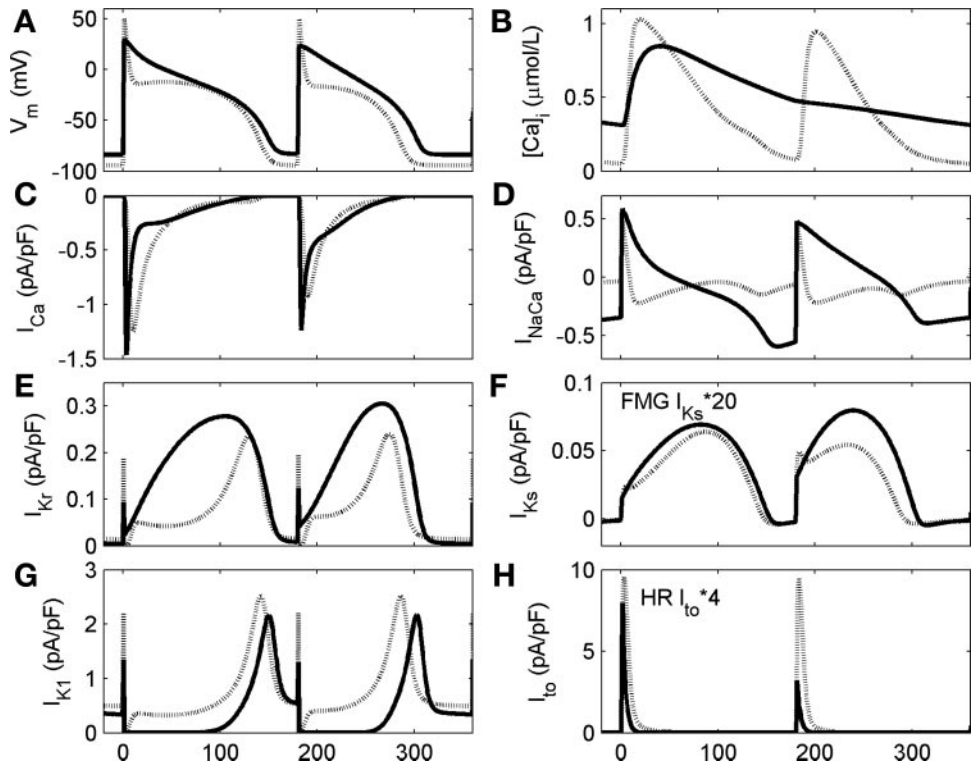 A
V_m (mV)
50
0
-50
-100
B
[Ca]_i (μmol/L)
1
0.5
0
C
I_Ca (pA/pF)
0
-0.5
-1
-1.5
D
I_NaCa (pA/pF)
0.5
0
-0.5
E
I_Kr (pA/pF)
0.3
0.2
0.1
0
F
I_Ks (pA/pF)
0.1
0.05
0
FMG I_Ks*20
G
I_K1 (pA/pF)
3
2
1
0
0 100 200 300
H
I_to (pA/pF)
10
5
0
HR I_to*4
0 100 200 300